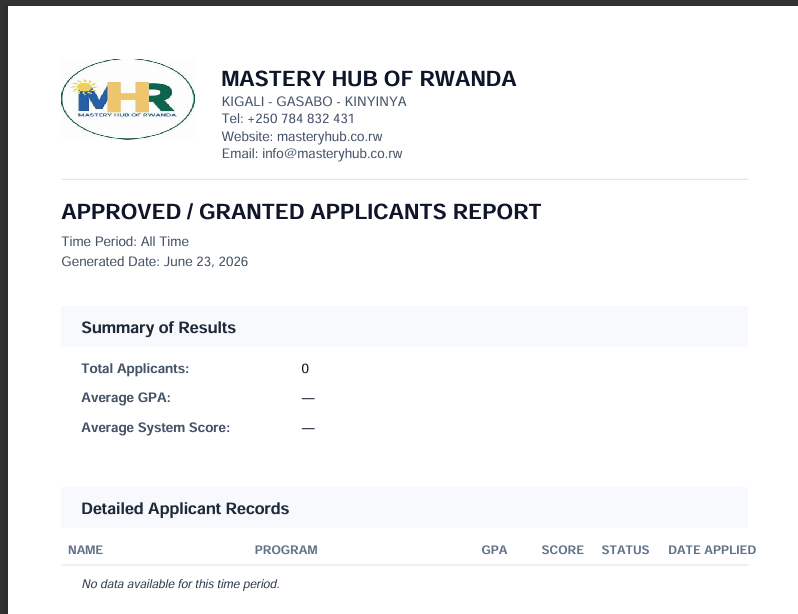 MHR
MASTERY HUB OF RWANDA
MASTERY HUB OF RWANDA
KIGALI - GASABO - KINYINYA
Tel: +250 784 832 431
Website: masteryhub.co.rw
Email: info@masteryhub.co.rw
APPROVED / GRANTED APPLICANTS REPORT
Time Period: All Time
Generated Date: June 23, 2026
Summary of Results
Total Applicants: 0
Average GPA: —
Average System Score: —
Detailed Applicant Records
NAME PROGRAM GPA SCORE STATUS DATE APPLIED
No data available for this time period.